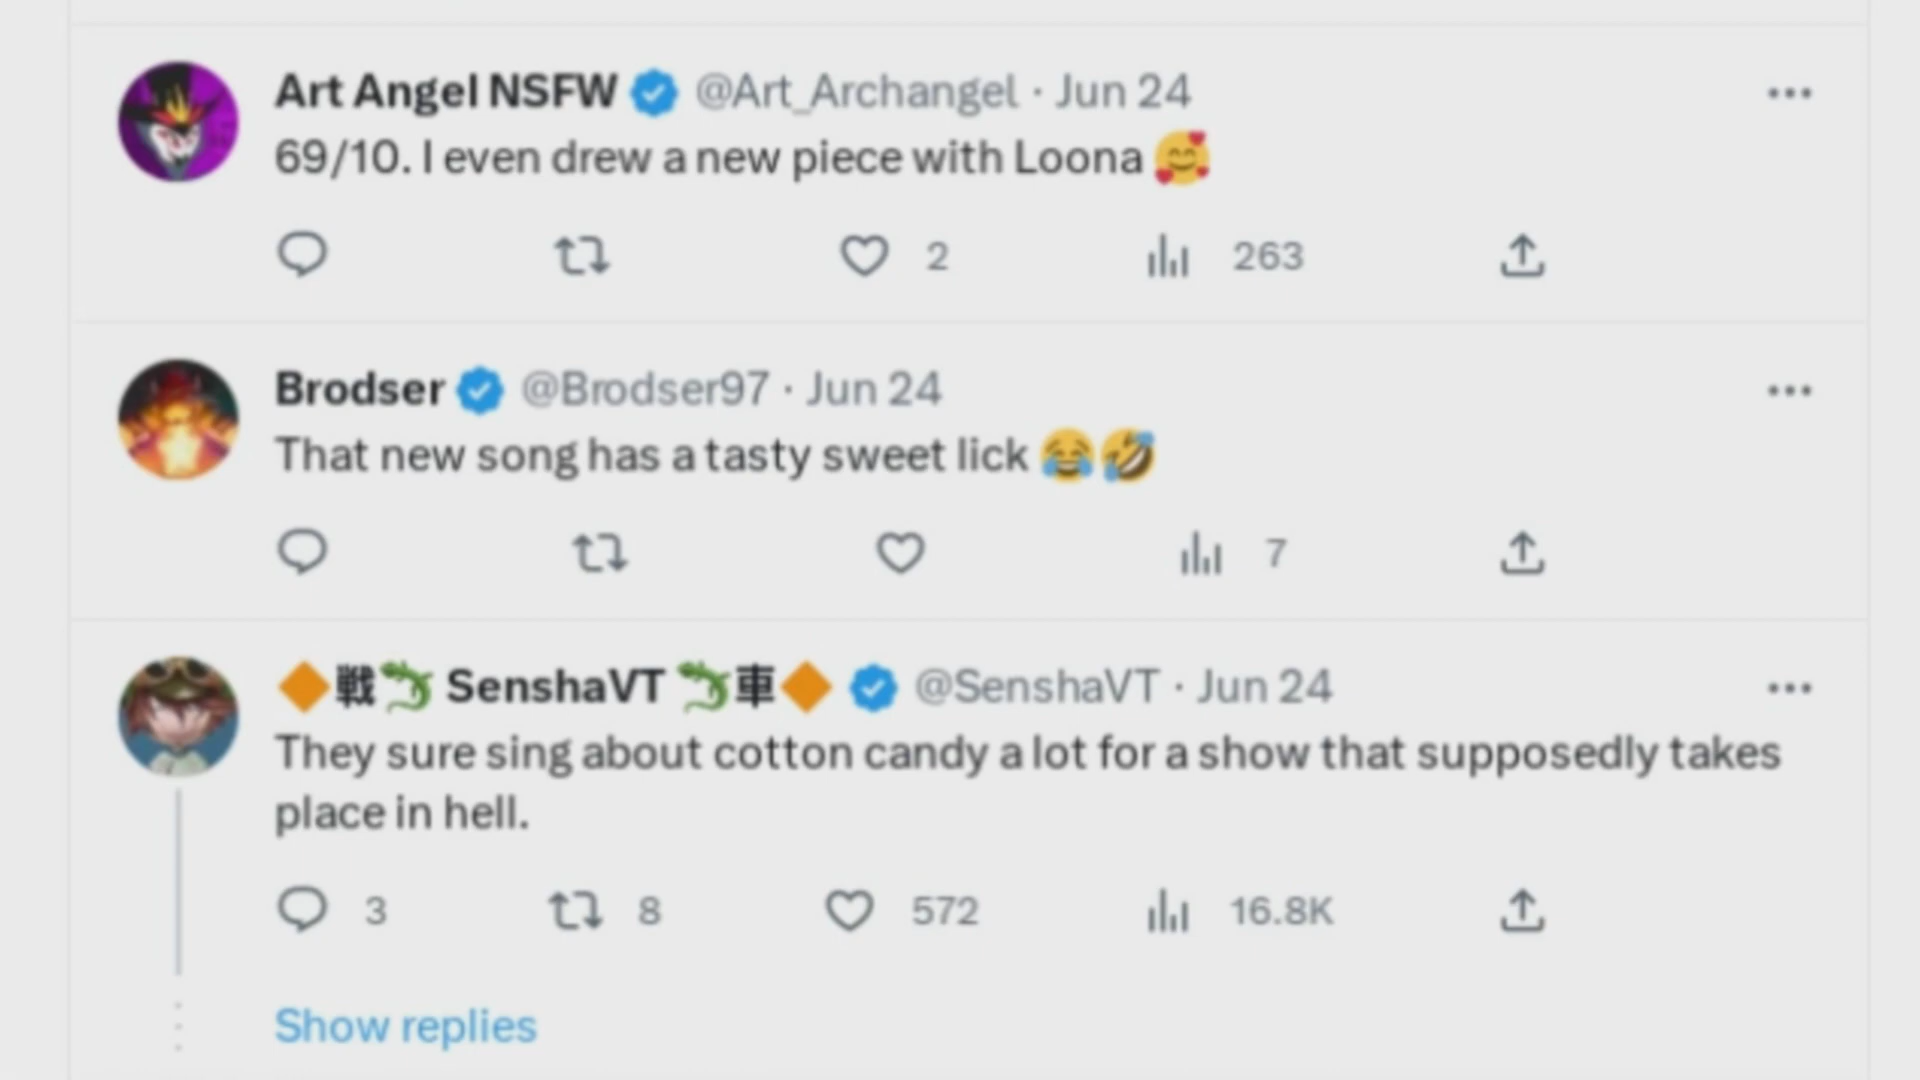 Art Angel NSFW @Art_Archangel · Jun 24
69/10. I even drew a new piece with Loona 🥰
2 263
Brodser @Brodser97 · Jun 24
That new song has a tasty sweet lick 😂🤣
7
🔶戦🦎 SenshaVT 🦎車🔶 @SenshaVT · Jun 24
They sure sing about cotton candy a lot for a show that supposedly takes
place in hell.
3 8 572 16.8K
Show replies